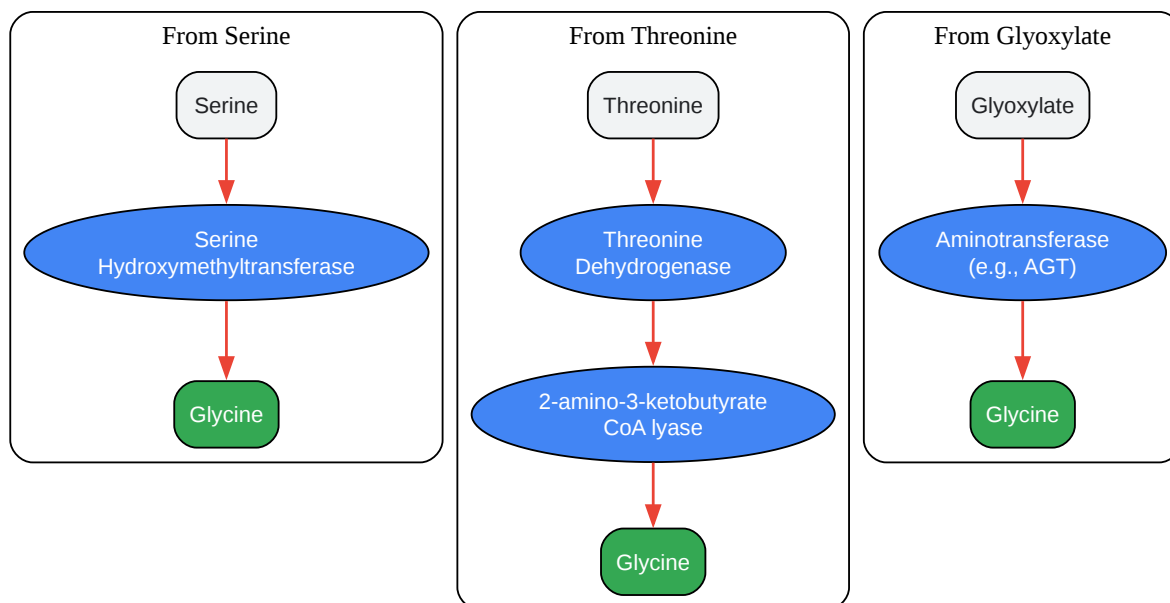 From Serine
Serine
Serine
Hydroxymethyltransferase
Glycine
From Threonine
Threonine
Threonine
Dehydrogenase
2-amino-3-ketobutyrate
CoA lyase
Glycine
From Glyoxylate
Glyoxylate
Aminotransferase
(e.g., AGT)
Glycine